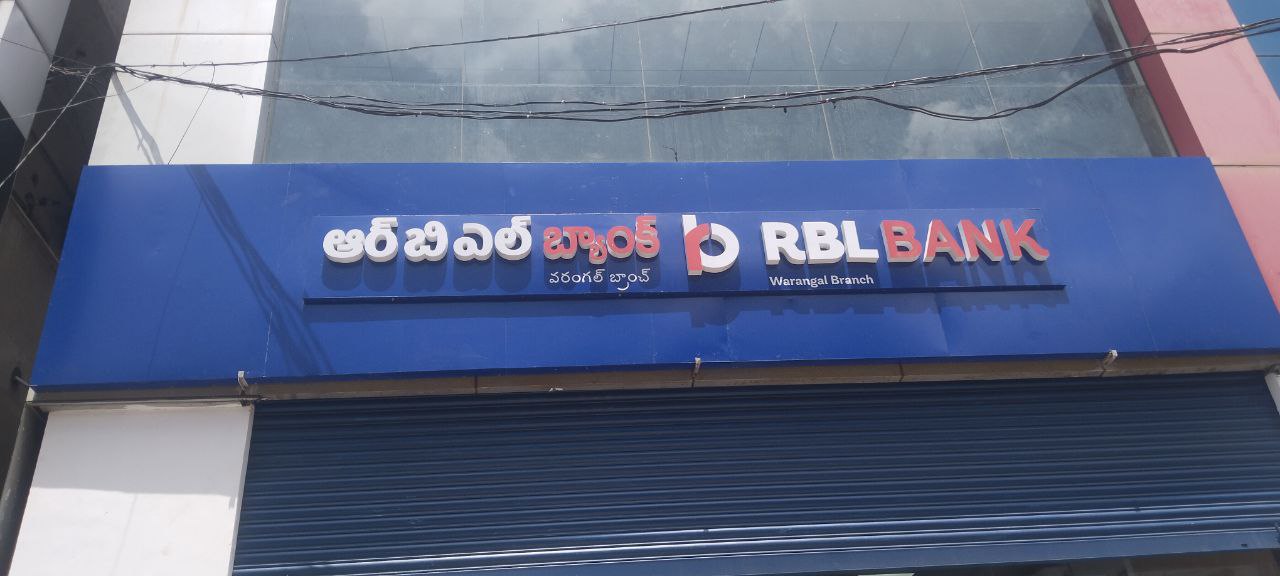 ఆర్ బి ఎల్ బ్యాంక్ RBL BANK
వరంగల్ బ్రాంచ్ Warangal Branch